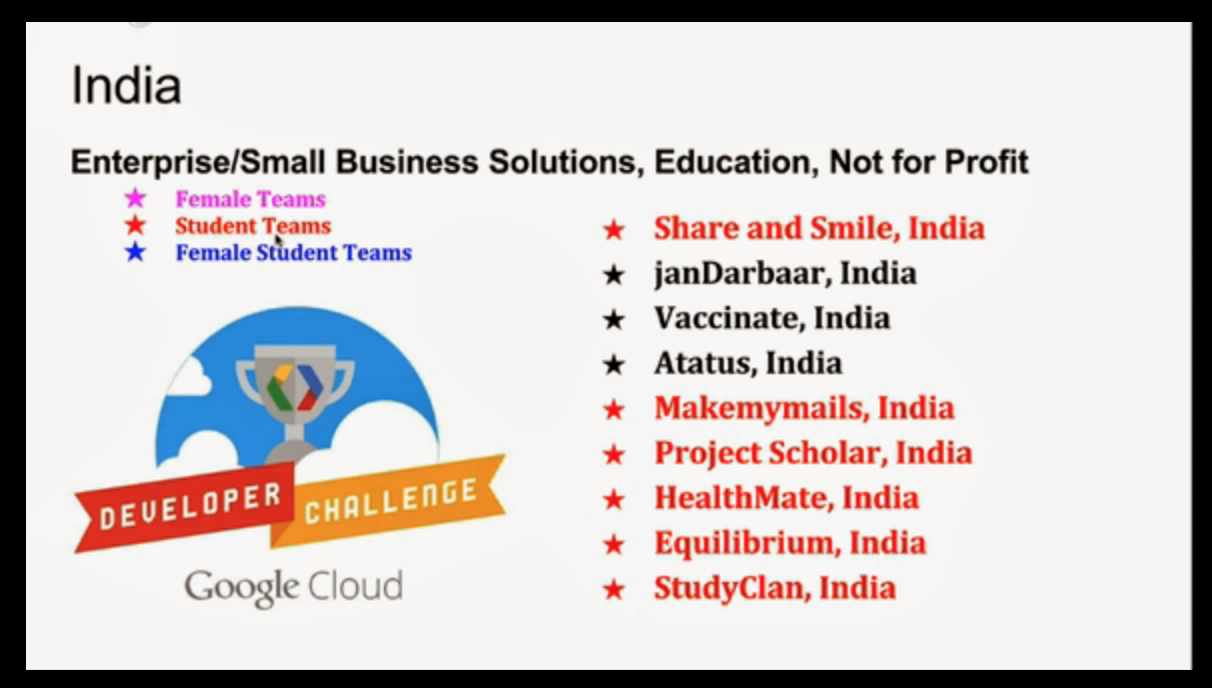 India
Enterprise/Small Business Solutions, Education, Not for Profit
★ Female Teams
★ Student Teams
★ Female Student Teams
★ Share and Smile, India
★ janDarbaar, India
★ Vaccinate, India
★ Atatus, India
★ Makemymails, India
★ Project Scholar, India
★ HealthMate, India
★ Equilibrium, India
★ StudyClan, India
DEVELOPER CHALLENGE
Google Cloud